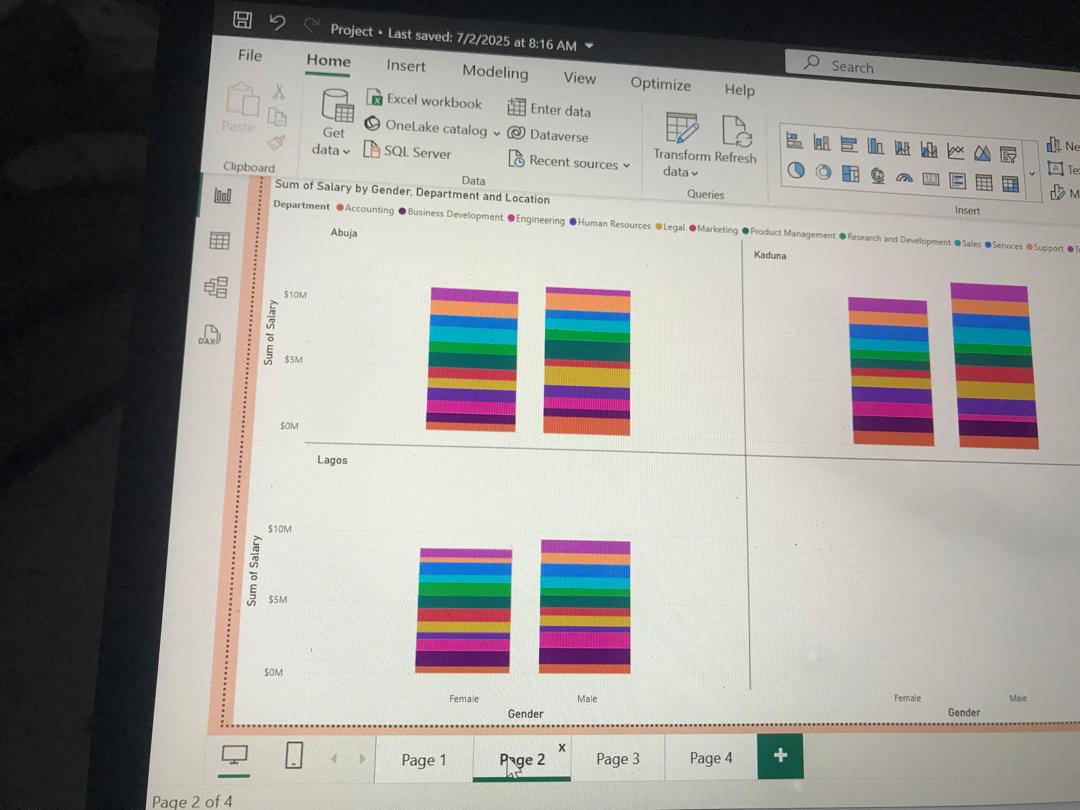 Project • Last saved: 7/2/2025 at 8:16 AM
Search
File Home Insert Modeling View Optimize Help
Paste
Clipboard
Get data
Excel workbook
OneLake catalog
SQL Server
Enter data
Dataverse
Recent sources
Data
Transform data
Refresh
Queries
Insert
Ne
Te
M
DAX
Sum of Salary by Gender, Department and Location
Department Accounting Business Development Engineering Human Resources Legal Marketing Product Management Research and Development Sales Services Support
Abuja
Kaduna
Sum of Salary
$10M
$5M
$0M
Lagos
Sum of Salary
$10M
$5M
$0M
Female Male
Gender
Female Male
Gender
Page 1
Page 2
x
Page 3
Page 4
+
Page 2 of 4